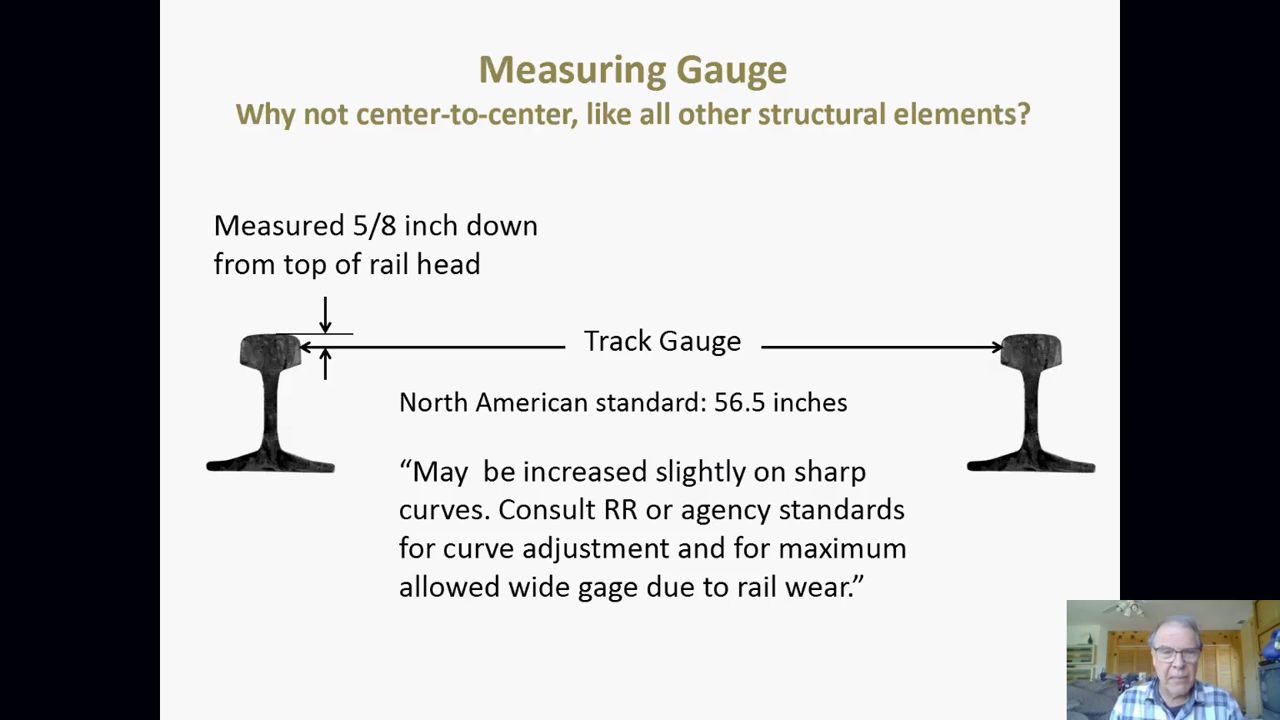 Measuring Gauge
Why not center-to-center, like all other structural elements?
Measured 5/8 inch down
from top of rail head
Track Gauge
North American standard: 56.5 inches
“May  be increased slightly on sharp
curves. Consult RR or agency standards
for curve adjustment and for maximum
allowed wide gage due to rail wear.”